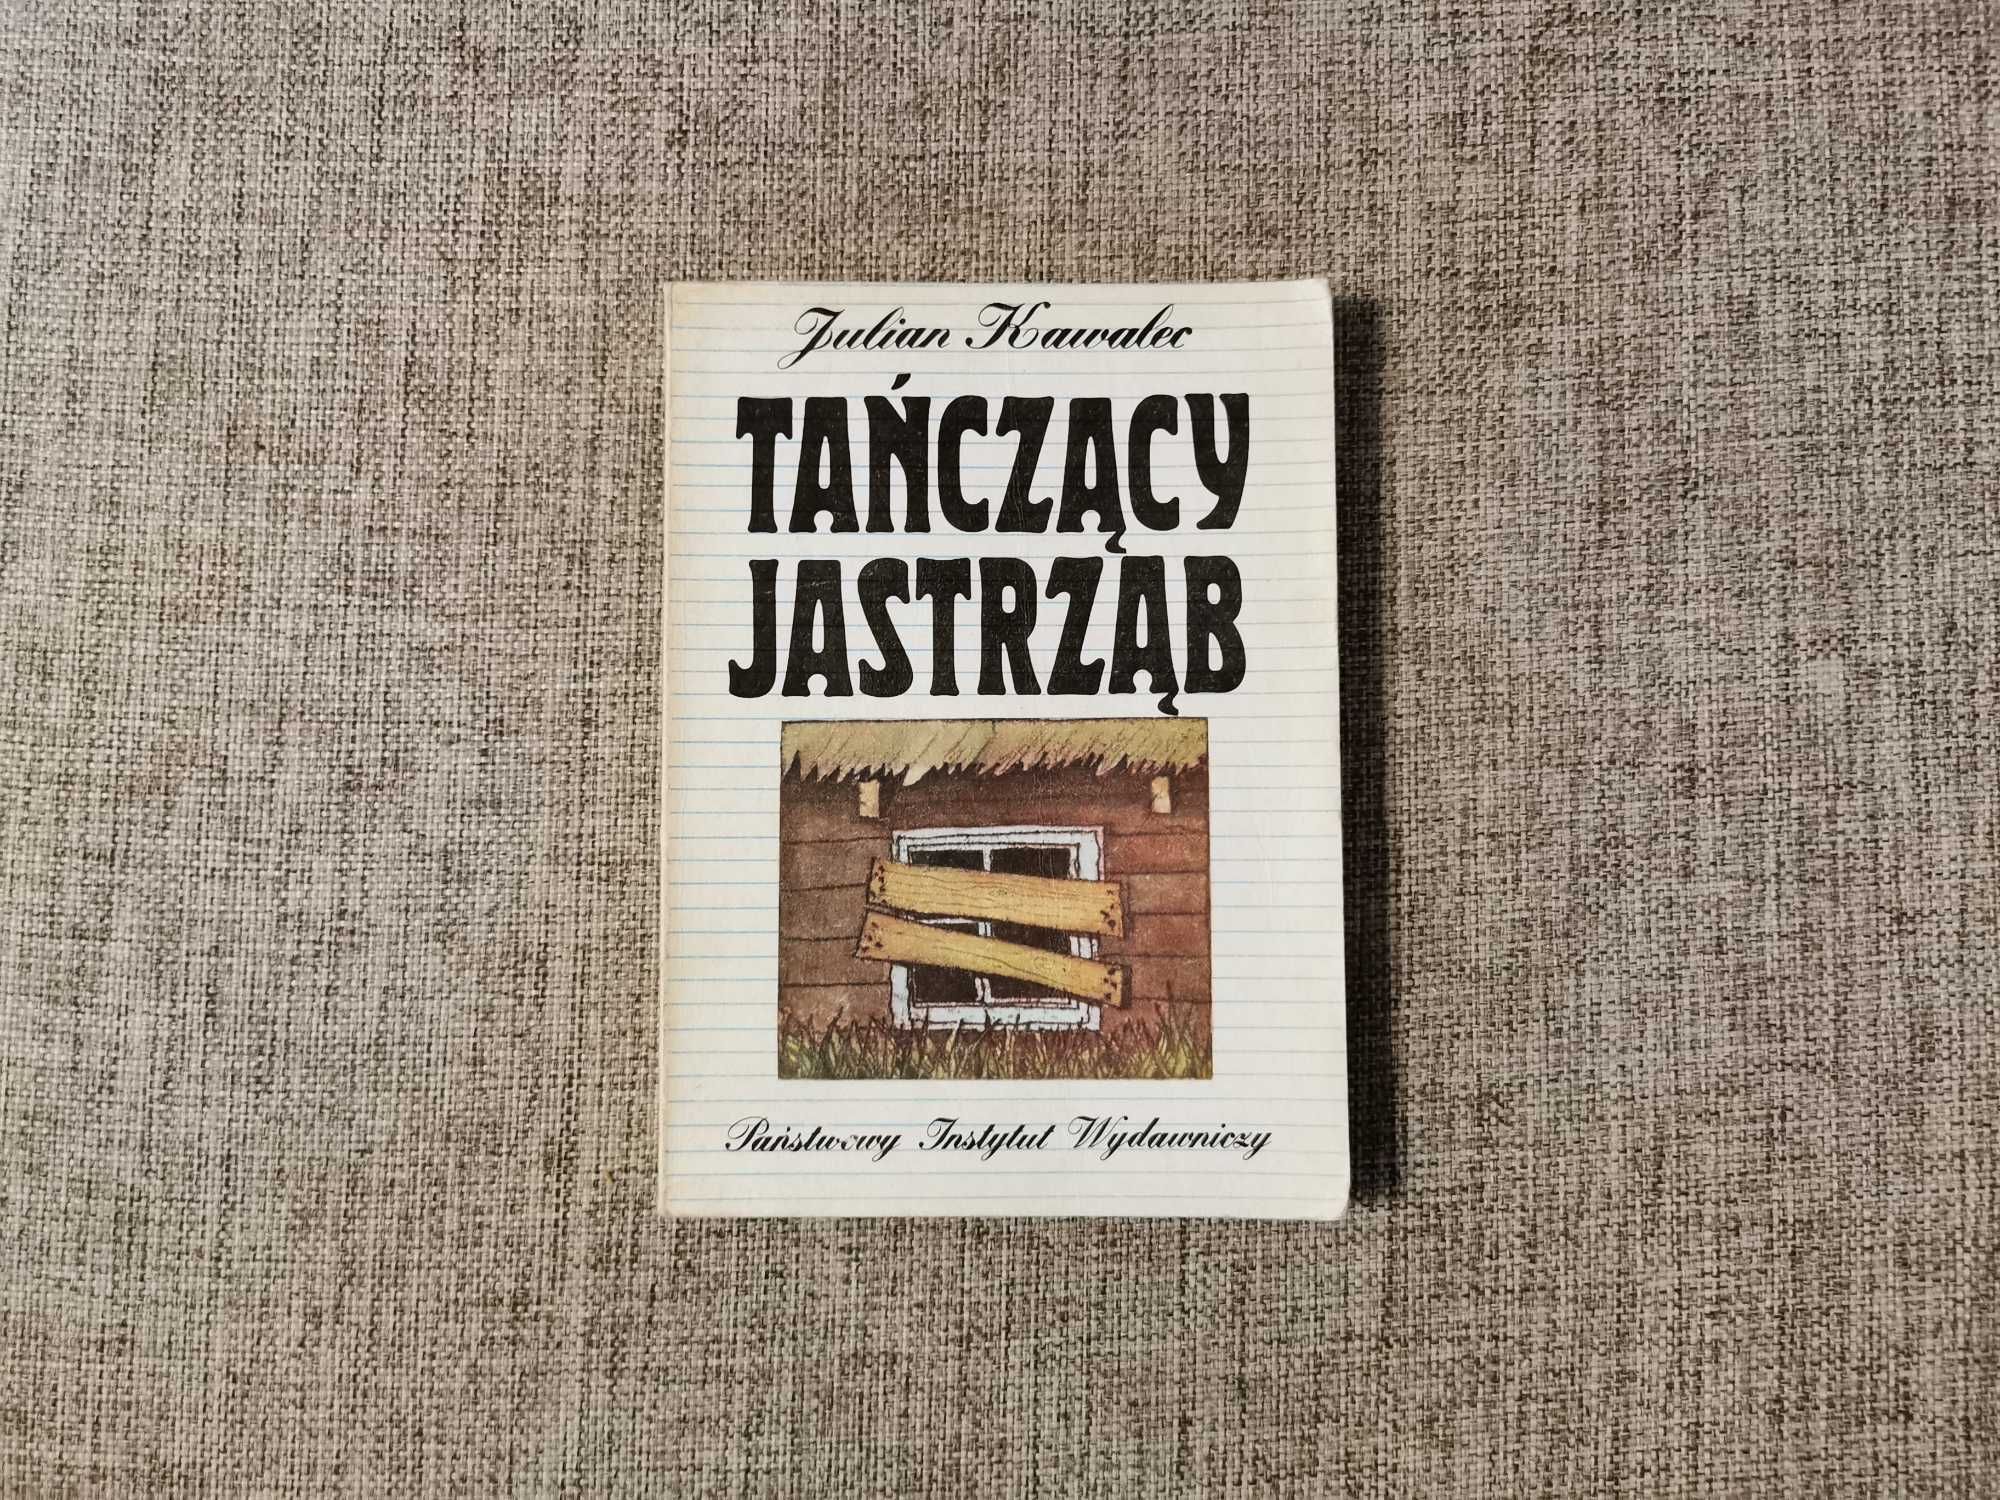 Julian Kawalec
TAŃCZĄCY
JASTRZĄB
Państwowy Instytut Wydawniczy